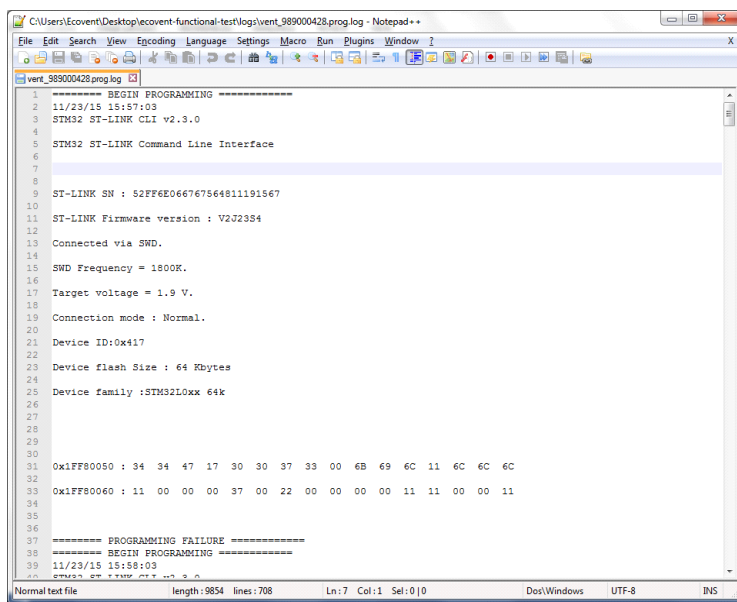 C:\Users\Ecovent\Desktop\ecovent-functional-test\logs\vent_989000428.prog.log - Notepad++
File Edit Search View Encoding Language Settings Macro Run Plugins Window ? X
vent_989000428.prog.log
1 ======== BEGIN PROGRAMMING ============
2 11/23/15 15:57:03
3 STM32 ST-LINK CLI v2.3.0
4
5 STM32 ST-LINK Command Line Interface
6
7
8
9 ST-LINK SN : 52FF6E066767564811191567
10
11 ST-LINK Firmware version : V2J23S4
12
13 Connected via SWD.
14
15 SWD Frequency = 1800K.
16
17 Target voltage = 1.9 V.
18
19 Connection mode : Normal.
20
21 Device ID:0x417
22
23 Device flash Size : 64 Kbytes
24
25 Device family :STM32L0xx 64k
26
27
28
29
30
31 0x1FF80050 : 34 34 47 17 30 30 37 33 00 6B 69 6C 11 6C 6C 6C
32
33 0x1FF80060 : 11 00 00 00 37 00 22 00 00 00 00 11 11 00 00 11
34
35
36
37 ======== PROGRAMMING FAILURE ============
38 ======== BEGIN PROGRAMMING ============
39 11/23/15 15:58:03
40 STM32 ST-LINK CLI v2.3.0
Normal text file length : 9854 lines : 708 Ln : 7 Col : 1 Sel : 0 | 0 Dos\Windows UTF-8 INS